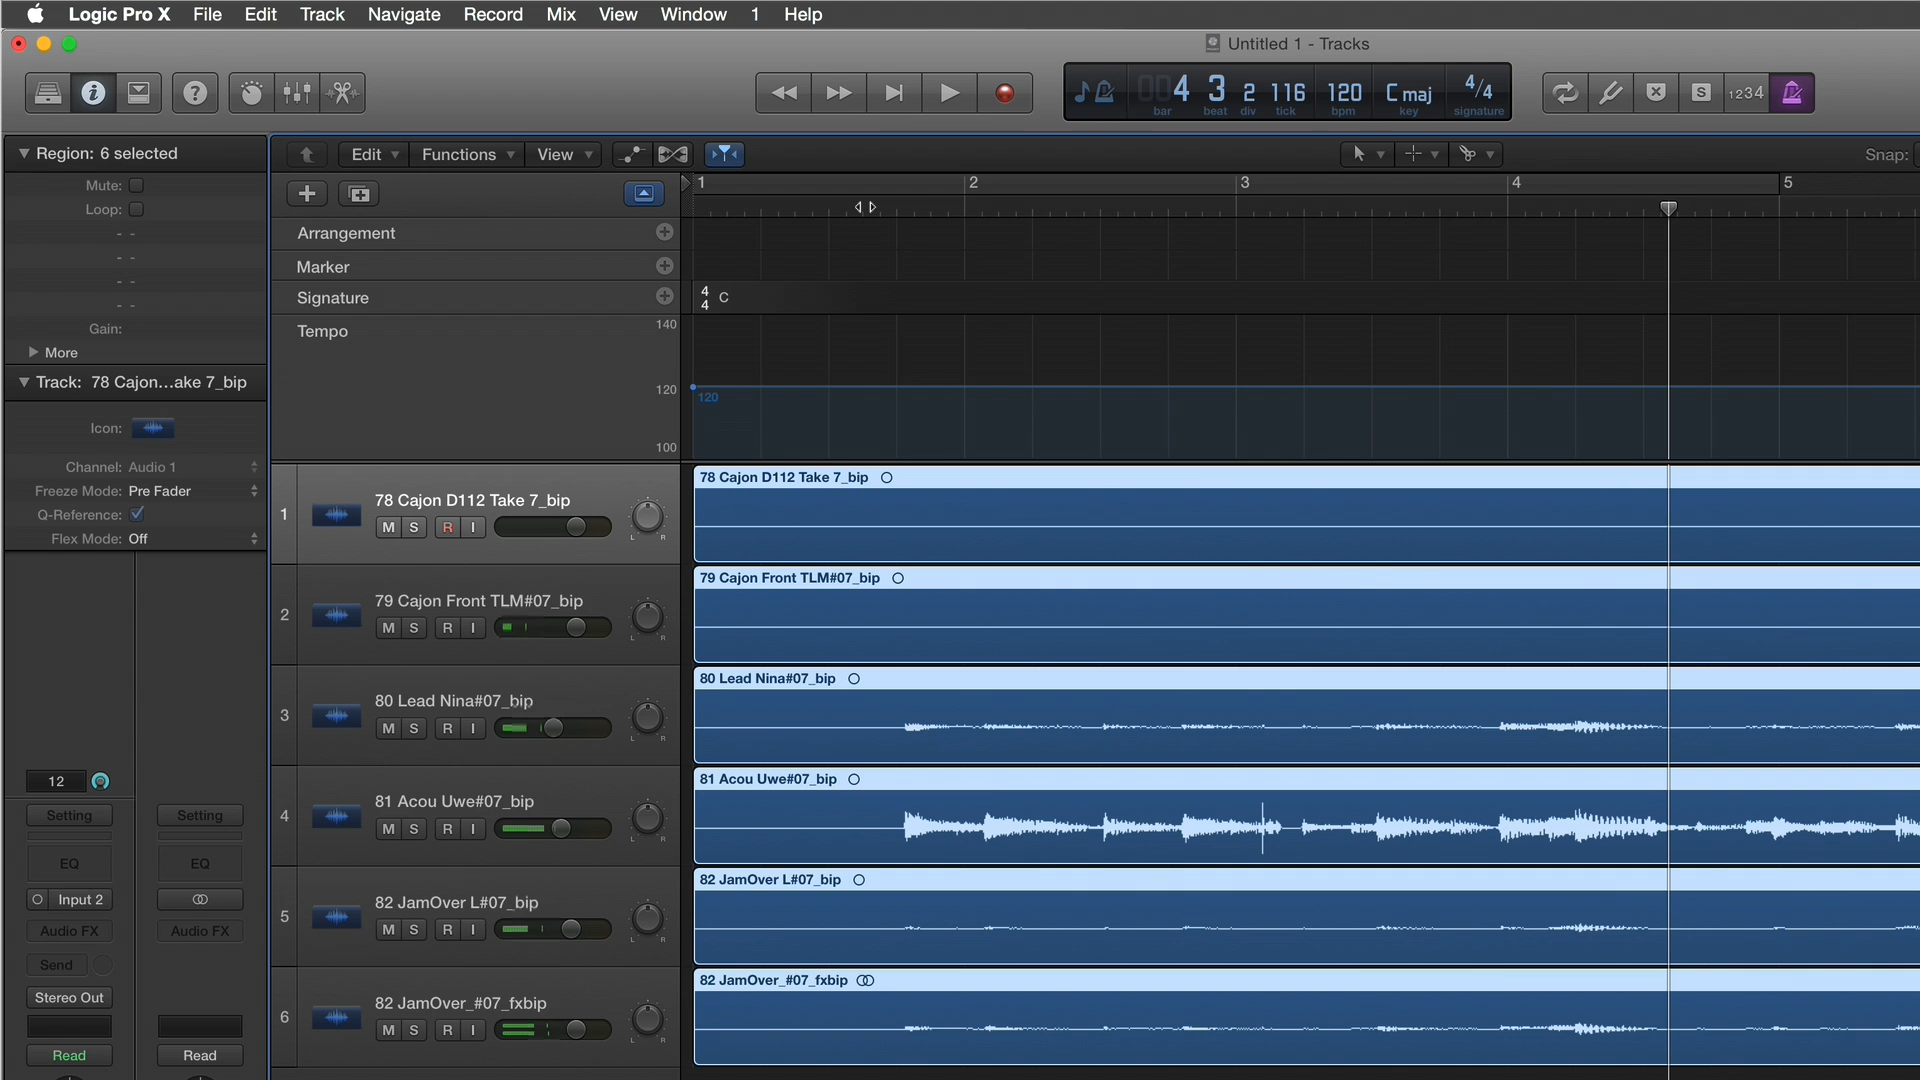 Logic Pro X File Edit Track Navigate Record Mix View Window 1 Help
Untitled 1 - Tracks
004 3 2 116 120 C maj 4/4
bar beat div tick bpm key signature
S 1234
Region: 6 selected
Edit Functions View
Snap:
Mute:
Loop:
- -
- -
- -
- -
Gain:
More
1 2 3 4 5
Arrangement
Marker
Signature
4
4 C
Tempo
140
120
100
120
Track: 78 Cajon…ake 7_bip
Icon:
Channel: Audio 1
Freeze Mode: Pre Fader
Q-Reference:
Flex Mode: Off
1
78 Cajon D112 Take 7_bip
M S R I
L R
78 Cajon D112 Take 7_bip
2
79 Cajon Front TLM#07_bip
M S R I
L R
79 Cajon Front TLM#07_bip
3
80 Lead Nina#07_bip
M S R I
L R
80 Lead Nina#07_bip
4
81 Acou Uwe#07_bip
M S R I
L R
81 Acou Uwe#07_bip
5
82 JamOver L#07_bip
M S R I
L R
82 JamOver L#07_bip
6
82 JamOver_#07_fxbip
M S R I
L R
82 JamOver_#07_fxbip
12
Setting Setting
EQ EQ
Input 2
Audio FX Audio FX
Send
Stereo Out
Read Read